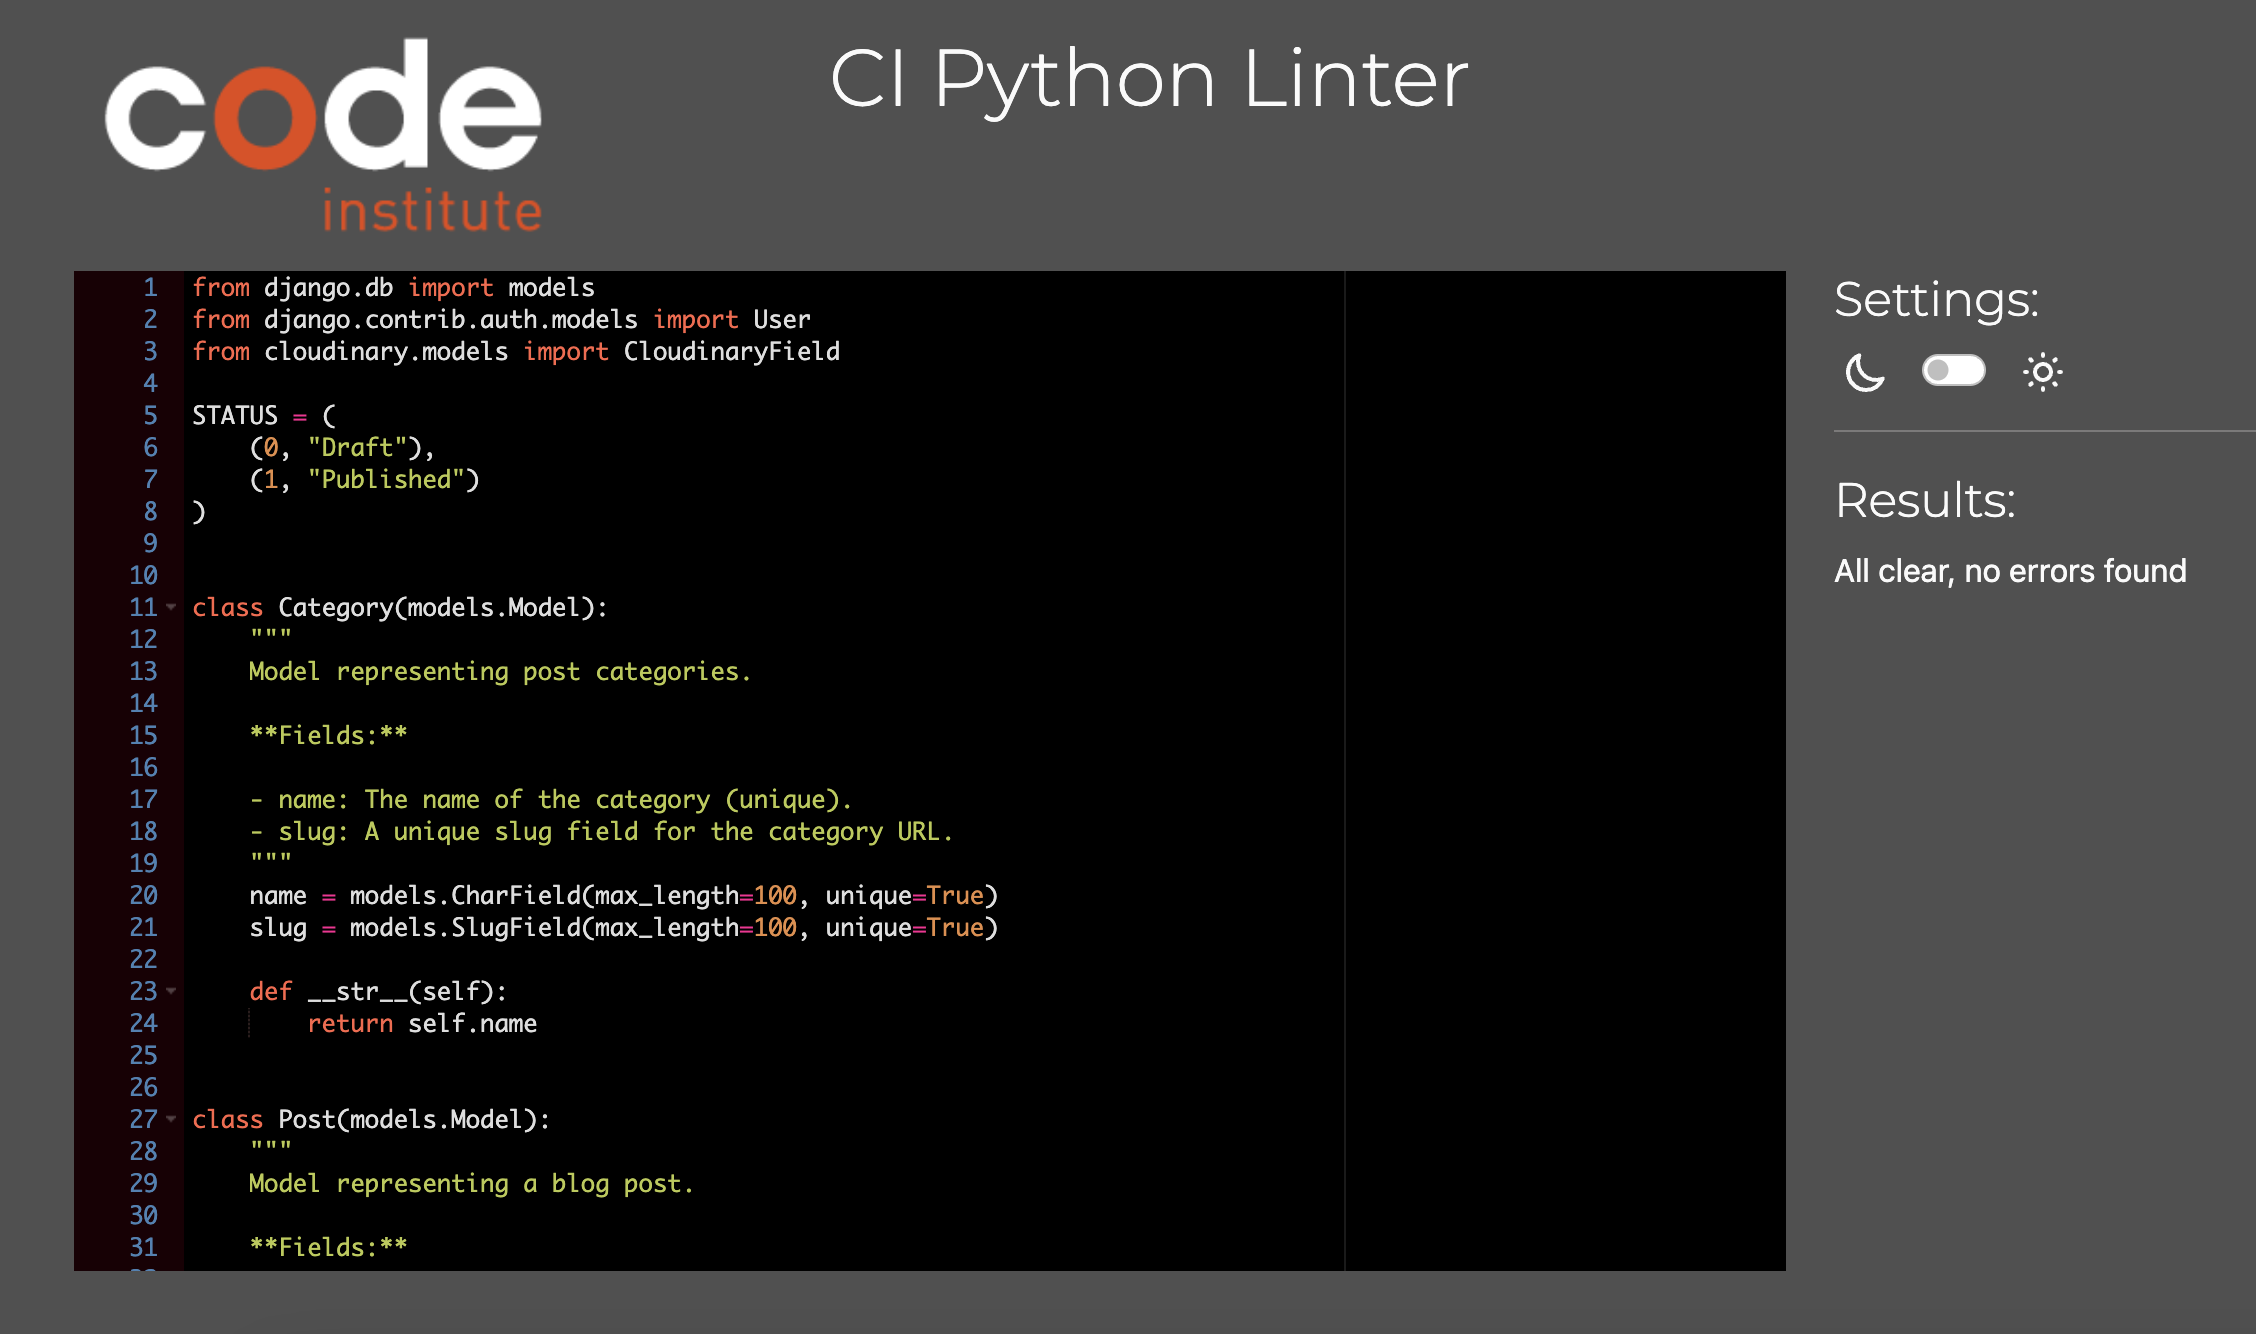 code
institute
CI Python Linter
1 from django.db import models
2 from django.contrib.auth.models import User
3 from cloudinary.models import CloudinaryField
4
5 STATUS = (
6     (0, "Draft"),
7     (1, "Published")
8 )
9
10
11 class Category(models.Model):
12     """
13     Model representing post categories.
14
15     **Fields:**
16
17     - name: The name of the category (unique).
18     - slug: A unique slug field for the category URL.
19     """
20     name = models.CharField(max_length=100, unique=True)
21     slug = models.SlugField(max_length=100, unique=True)
22
23     def __str__(self):
24         return self.name
25
26
27 class Post(models.Model):
28     """
29     Model representing a blog post.
30
31     **Fields:**
Settings:
Results:
All clear, no errors found